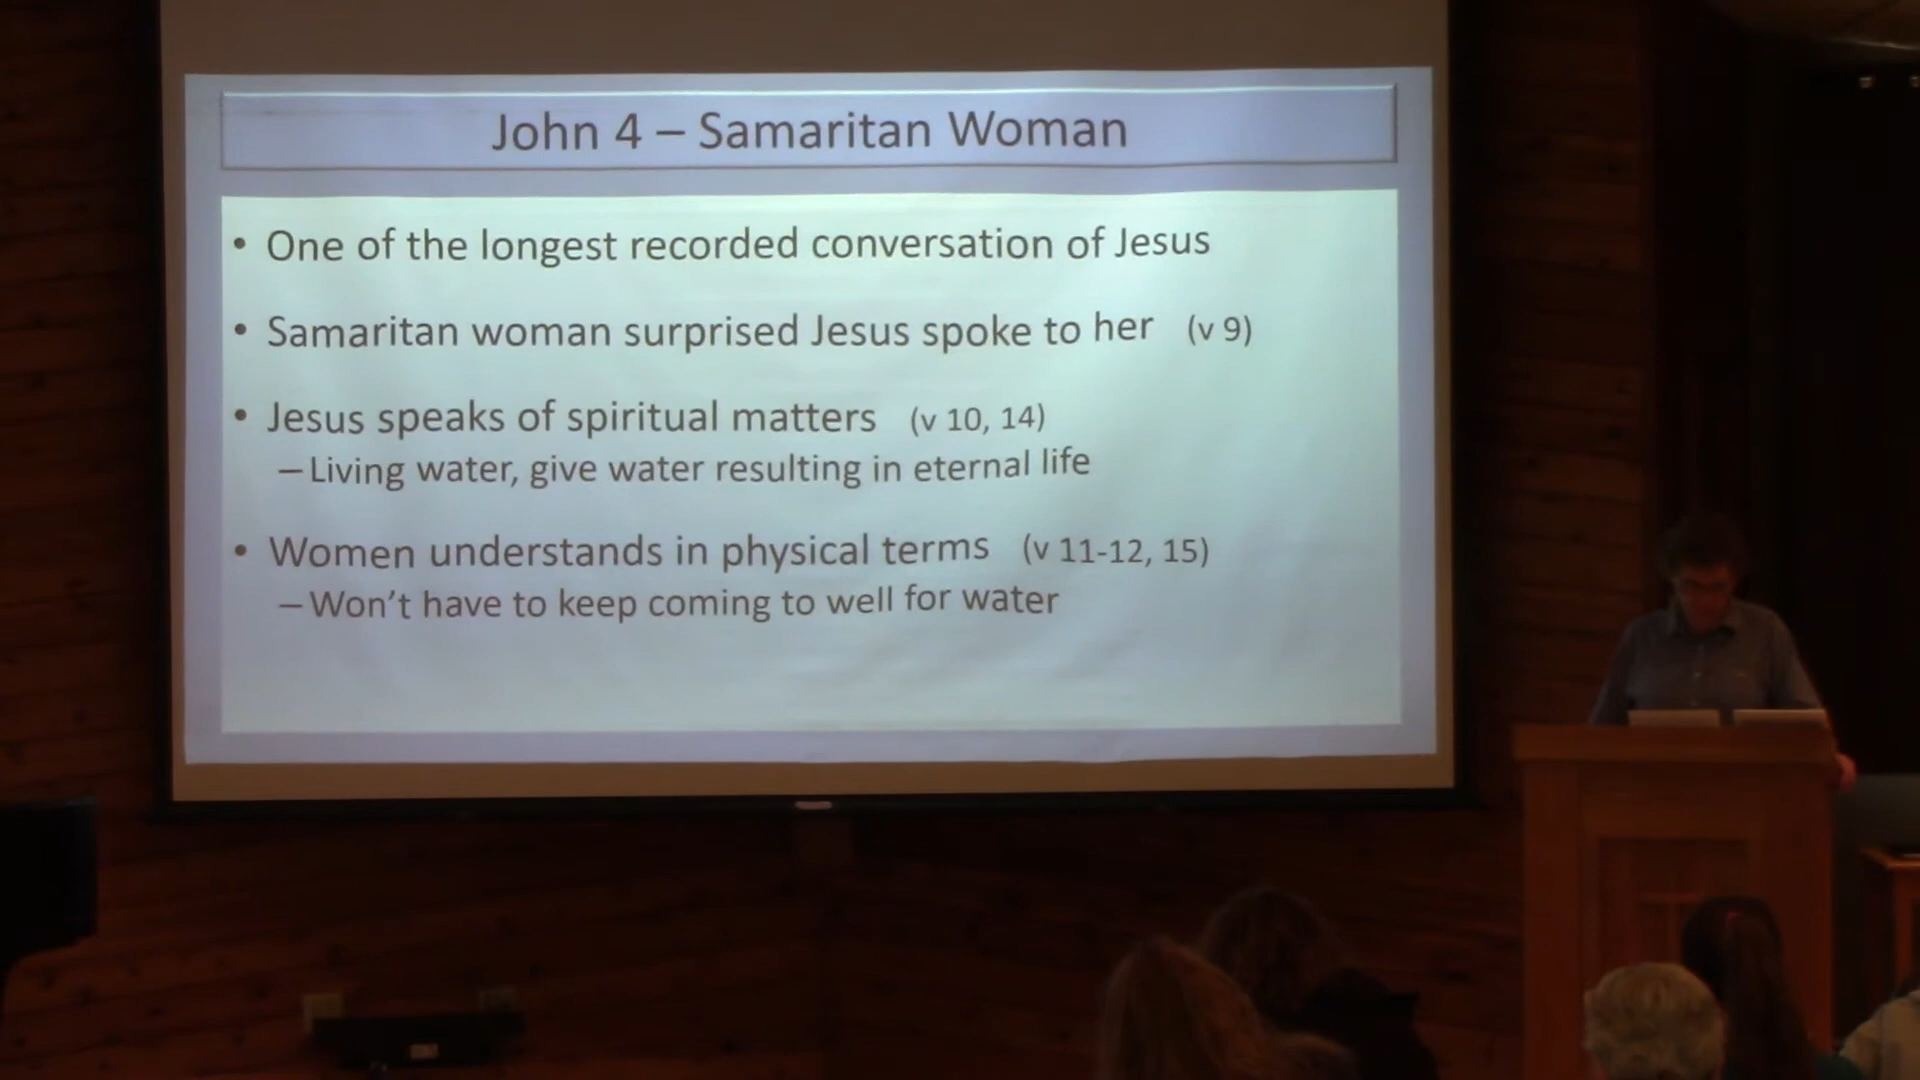 John 4 – Samaritan Woman
• One of the longest recorded conversation of Jesus
• Samaritan woman surprised Jesus spoke to her (v 9)
• Jesus speaks of spiritual matters (v 10, 14)
– Living water, give water resulting in eternal life
• Women understands in physical terms (v 11-12, 15)
– Won't have to keep coming to well for water